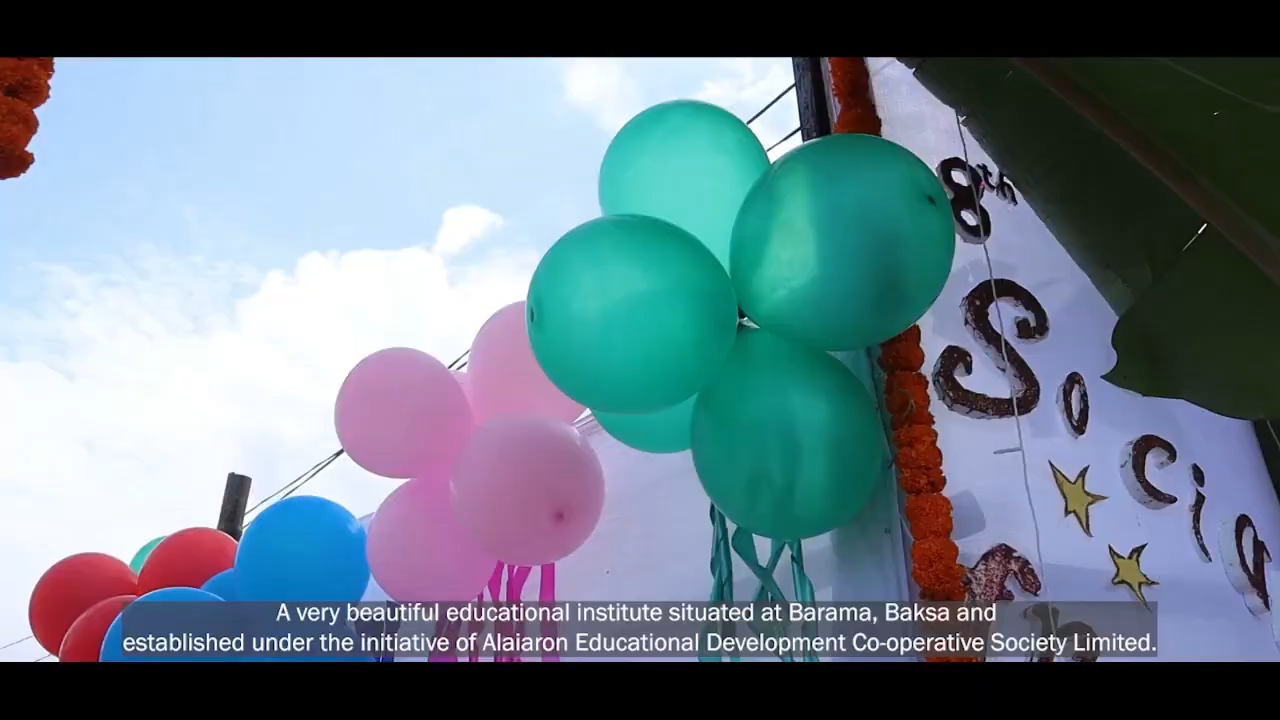 8th
Socia
A very beautiful educational institute situated at Barama, Baksa and
established under the initiative of Alaiaron Educational Development Co-operative Society Limited.